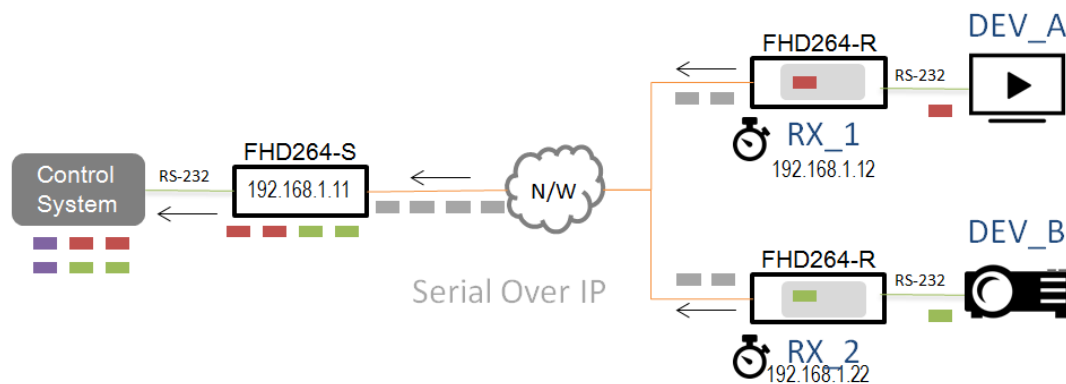 DEV_A
FHD264-R
RS-232
RX_1
192.168.1.12
FHD264-S
Control
System
RS-232
192.168.1.11
N/W
Serial Over IP
DEV_B
FHD264-R
RS-232
RX_2
192.168.1.22